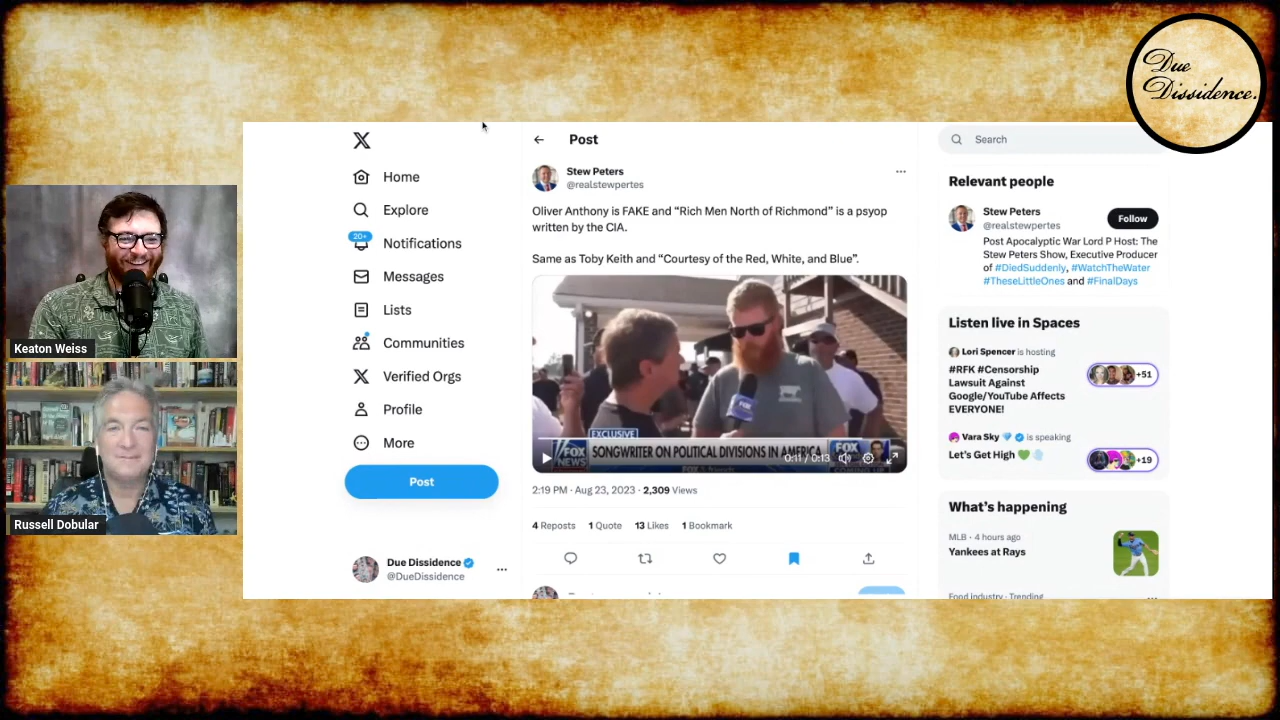 Due
Dissidence.
Keaton Weiss
Russell Dobular
Home
Explore
20+
Notifications
Messages
Lists
Communities
Verified Orgs
Profile
More
Post
Due Dissidence
@DueDissidence
Post
Stew Peters
@realstewpertes
Oliver Anthony is FAKE and “Rich Men North of Richmond” is a psyop
written by the CIA.
Same as Toby Keith and “Courtesy of the Red, White, and Blue”.
EXCLUSIVE
FOX
NEWS
SONGWRITER ON POLITICAL DIVISIONS IN AMERICA
FOX
0:11 / 0:13
2:19 PM · Aug 23, 2023 · 2,309 Views
4 Reposts 1 Quote 13 Likes 1 Bookmark
Search
Relevant people
Stew Peters
@realstewpertes
Follow
Post Apocalyptic War Lord P Host: The
Stew Peters Show, Executive Producer
of #DiedSuddenly, #WatchTheWater
#TheseLittleOnes and #FinalDays
Listen live in Spaces
Lori Spencer is hosting
#RFK #Censorship
Lawsuit Against
Google/YouTube Affects
EVERYONE!
+51
Vara Sky is speaking
Let’s Get High
+19
What’s happening
MLB · 4 hours ago
Yankees at Rays
Food industry · Trending